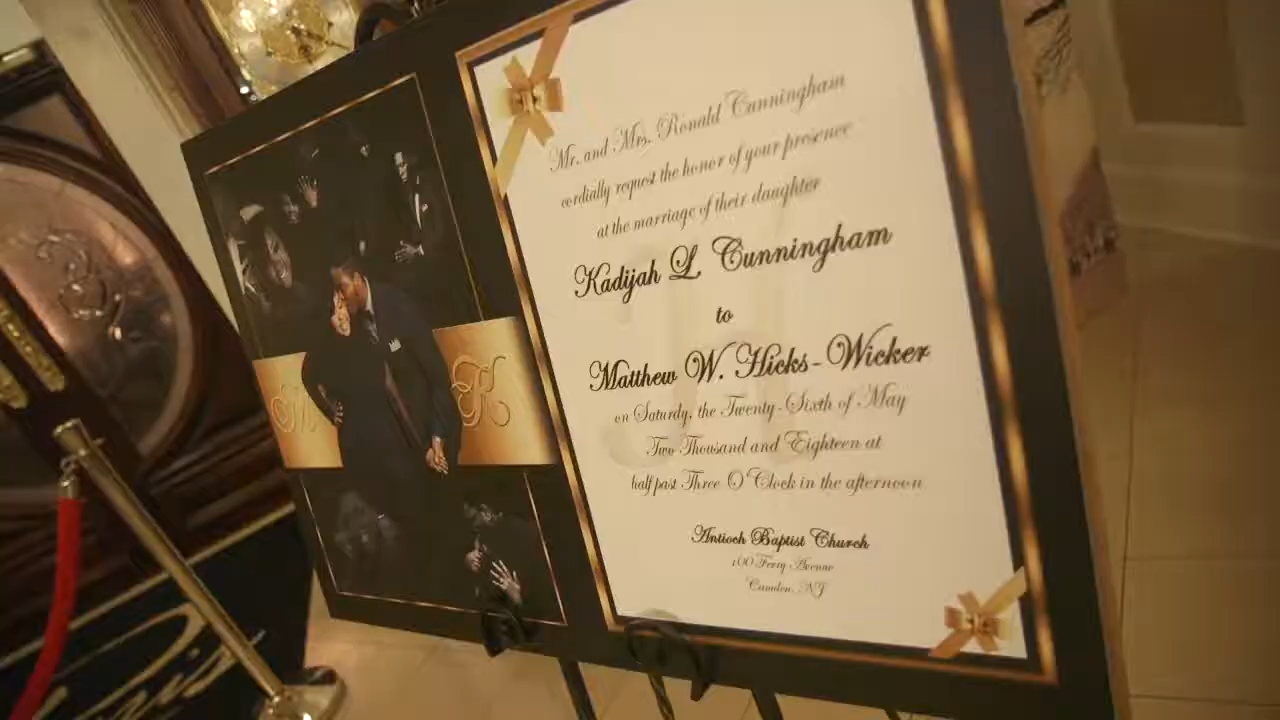 Mr. and Mrs. Ronald Cunningham
cordially request the honor of your presence
at the marriage of their daughter
Kadijah L. Cunningham
to
Matthew W. Hicks-Wicker
on Saturdy, the Twenty-Sixth of May
Two Thousand and Eighteen at
half past Three O'Clock in the afternoon
Antioch Baptist Church
100 Ferry Avenue
Camden, NJ
M
K